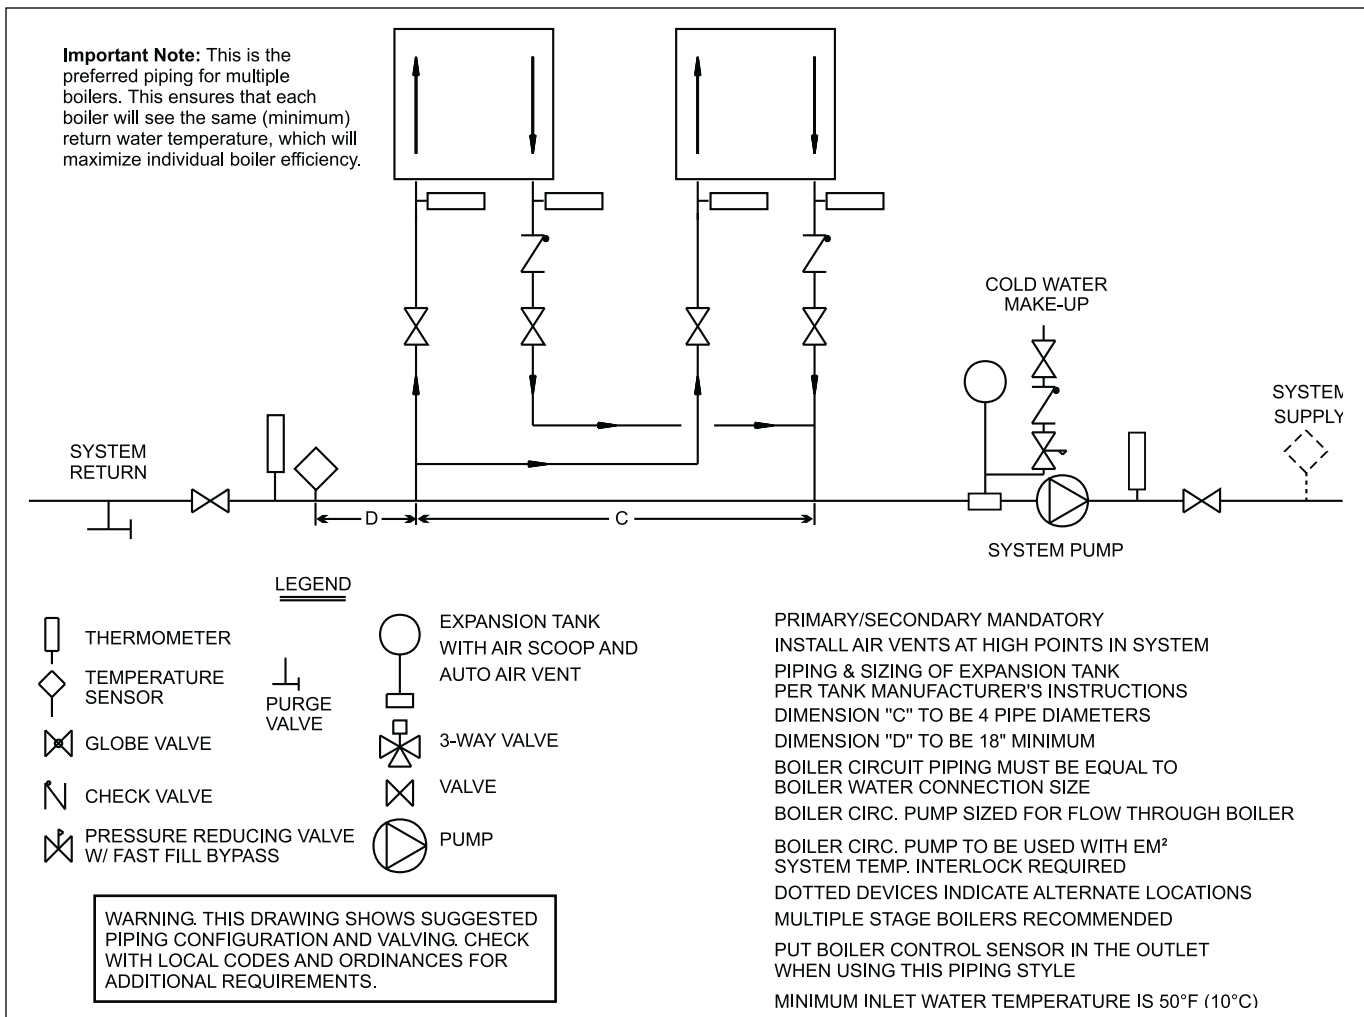 Important Note: This is the
preferred piping for multiple
boilers. This ensures that each
boiler will see the same (minimum)
return water temperature, which will
maximize individual boiler efficiency.
COLD WATER
MAKE-UP
SYSTEM
SUPPLY
SYSTEM
RETURN
D
C
SYSTEM PUMP
LEGEND
THERMOMETER
TEMPERATURE
SENSOR
GLOBE VALVE
CHECK VALVE
PRESSURE REDUCING VALVE
W/ FAST FILL BYPASS
PURGE
VALVE
EXPANSION TANK
WITH AIR SCOOP AND
AUTO AIR VENT
3-WAY VALVE
VALVE
PUMP
PRIMARY/SECONDARY MANDATORY
INSTALL AIR VENTS AT HIGH POINTS IN SYSTEM
PIPING & SIZING OF EXPANSION TANK
PER TANK MANUFACTURER'S INSTRUCTIONS
DIMENSION "C" TO BE 4 PIPE DIAMETERS
DIMENSION "D" TO BE 18" MINIMUM
BOILER CIRCUIT PIPING MUST BE EQUAL TO
BOILER WATER CONNECTION SIZE
BOILER CIRC. PUMP SIZED FOR FLOW THROUGH BOILER
BOILER CIRC. PUMP TO BE USED WITH EM²
SYSTEM TEMP. INTERLOCK REQUIRED
DOTTED DEVICES INDICATE ALTERNATE LOCATIONS
MULTIPLE STAGE BOILERS RECOMMENDED
PUT BOILER CONTROL SENSOR IN THE OUTLET
WHEN USING THIS PIPING STYLE
MINIMUM INLET WATER TEMPERATURE IS 50°F (10°C)
WARNING. THIS DRAWING SHOWS SUGGESTED
PIPING CONFIGURATION AND VALVING. CHECK
WITH LOCAL CODES AND ORDINANCES FOR
ADDITIONAL REQUIREMENTS.